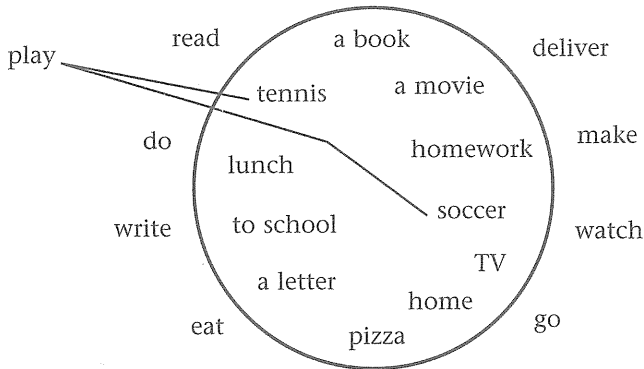 read
a book
deliver
play
tennis
a movie
do
lunch
homework
make
write
to school
soccer
watch
a letter
TV
home
eat
pizza
go